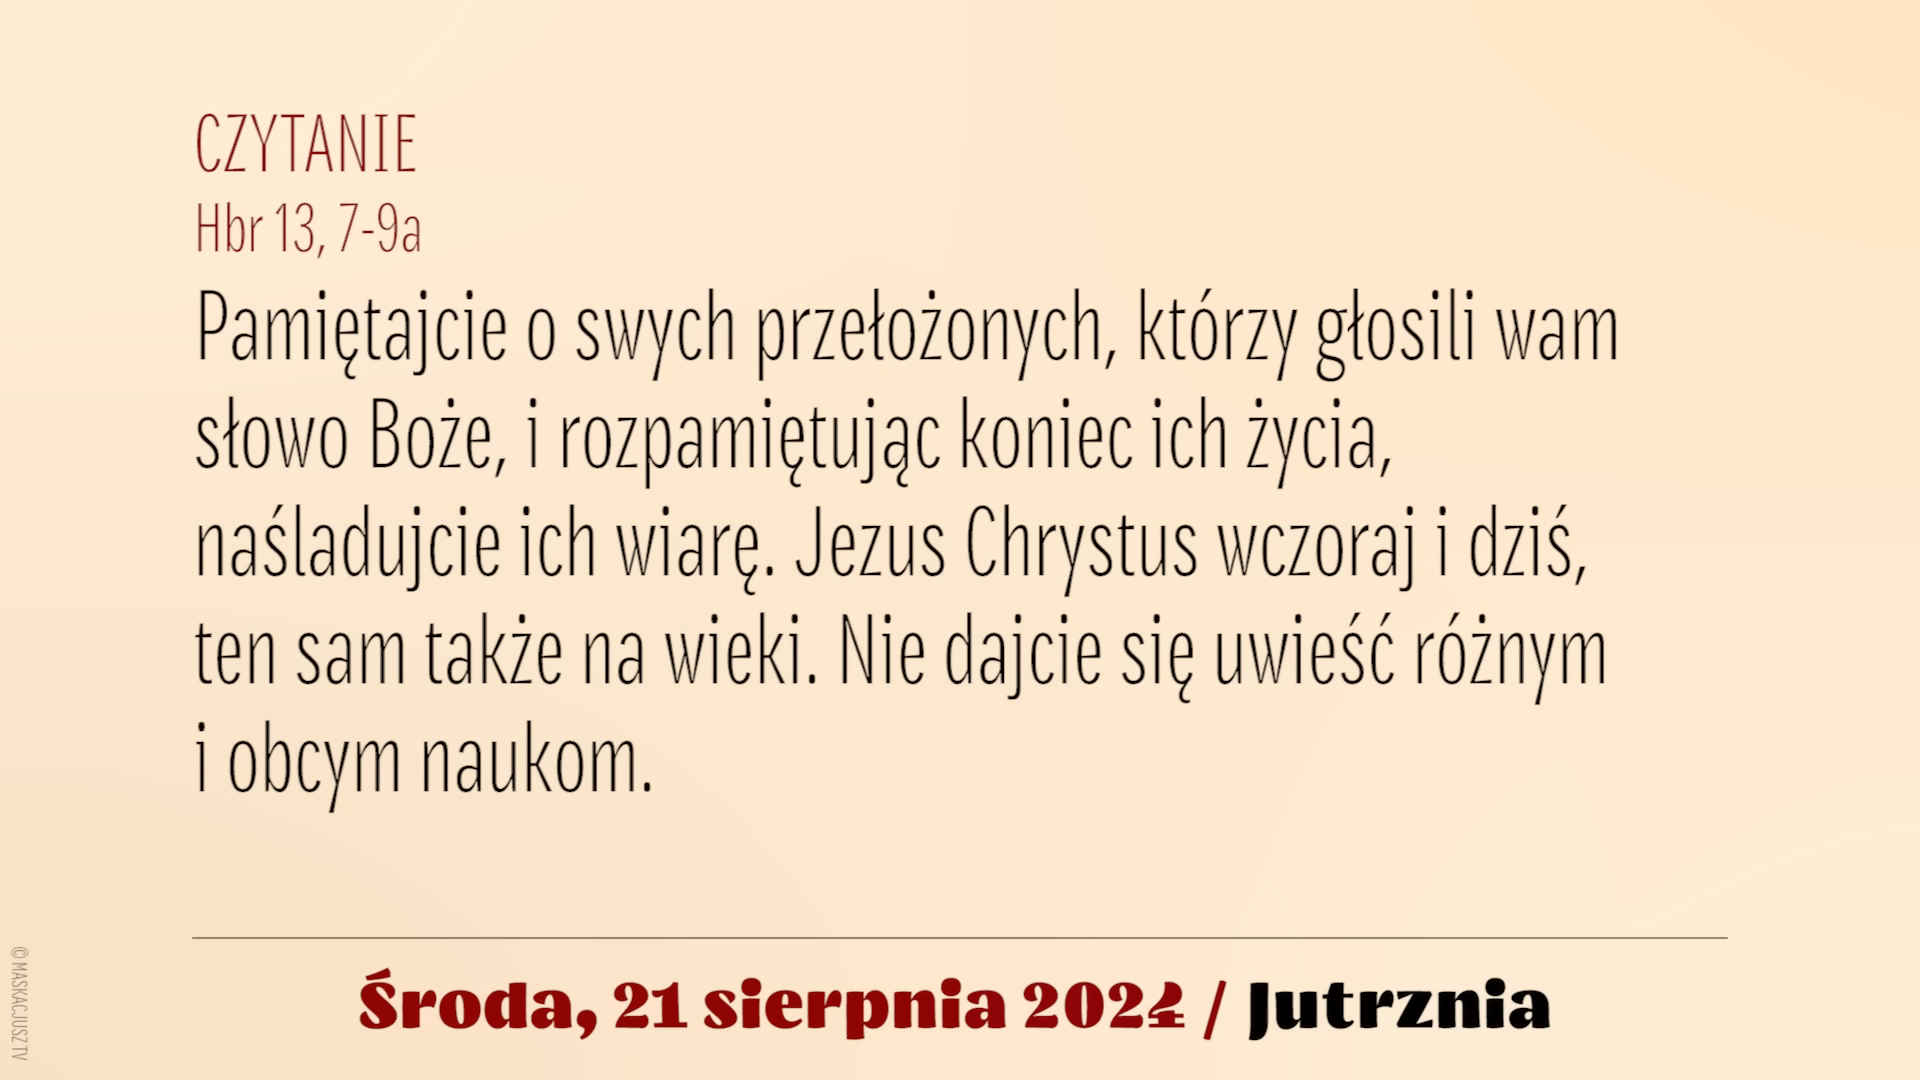 CZYTANIE
Hbr 13, 7-9a
Pamiętajcie o swych przełożonych, którzy głosili wam
słowo Boże, i rozpamiętując koniec ich życia,
naśladujcie ich wiarę. Jezus Chrystus wczoraj i dziś,
ten sam także na wieki. Nie dajcie się uwieść różnym
i obcym naukom.
Środa, 21 sierpnia 2024 / Jutrznia
© MASKACJUSZ TV